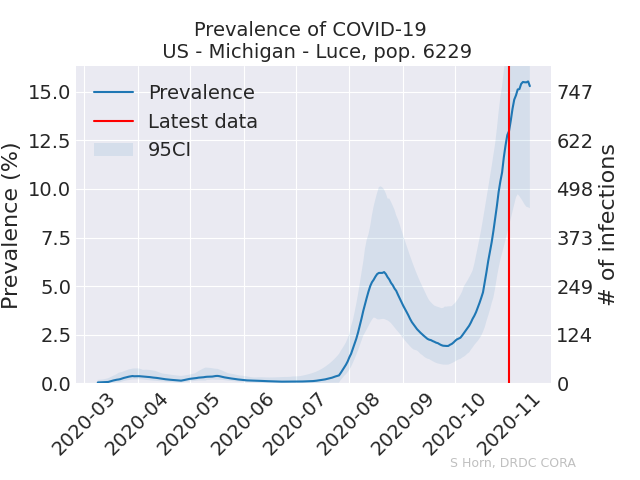 Prevalence of COVID-19
US - Michigan - Luce, pop. 6229
Prevalence
Latest data
95CI
Prevalence (%)
15.0
12.5
10.0
7.5
5.0
2.5
0.0
747
622
498
373
249
124
0
# of infections
2020-03
2020-04
2020-05
2020-06
2020-07
2020-08
2020-09
2020-10
2020-11
S Horn, DRDC CORA